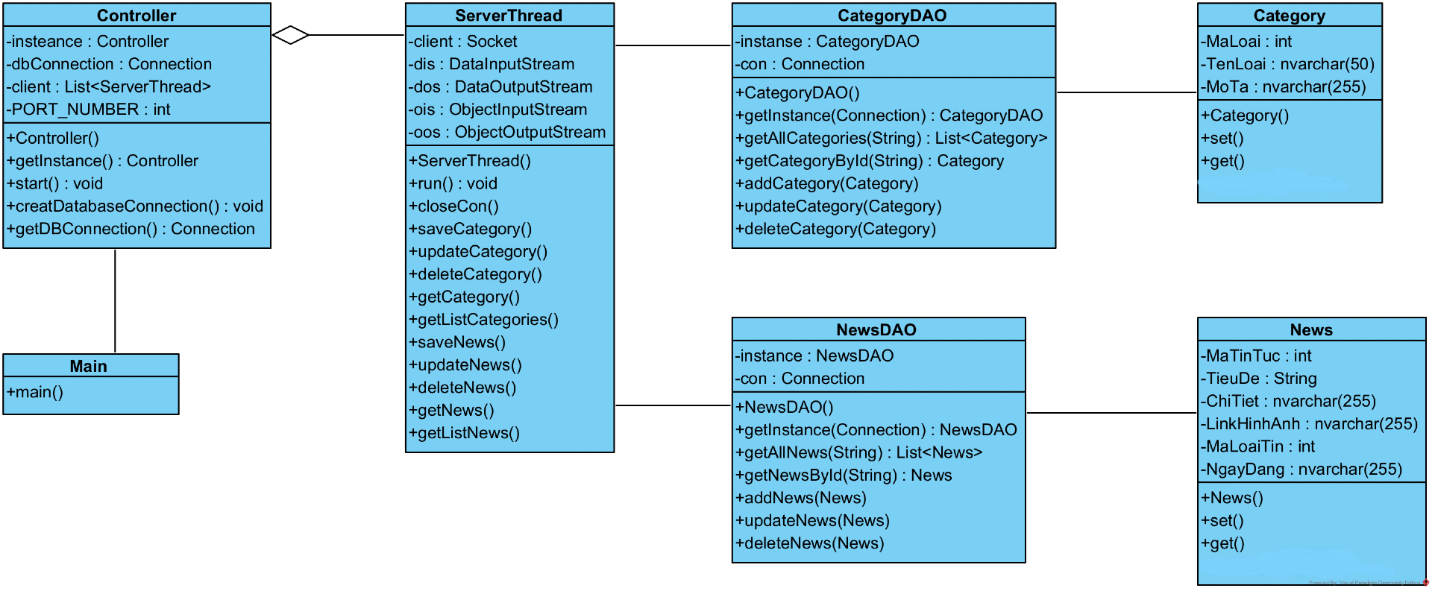 Controller
-insteance : Controller
-dbConnection : Connection
-client : List<ServerThread>
-PORT_NUMBER : int
+Controller()
+getInstance() : Controller
+start() : void
+creatDatabaseConnection() : void
+getDBConnection() : Connection
Main
+main()
ServerThread
-client : Socket
-dis : DataInputStream
-dos : DataOutputStream
-ois : ObjectInputStream
-oos : ObjectOutputStream
+ServerThread()
+run() : void
+closeCon()
+saveCategory()
+updateCategory()
+deleteCategory()
+getCategory()
+getListCategories()
+saveNews()
+updateNews()
+deleteNews()
+getNews()
+getListNews()
CategoryDAO
-instanse : CategoryDAO
-con : Connection
+CategoryDAO()
+getInstance(Connection) : CategoryDAO
+getAllCategories(String) : List<Category>
+getCategoryById(String) : Category
+addCategory(Category)
+updateCategory(Category)
+deleteCategory(Category)
Category
-MaLoai : int
-TenLoai : nvarchar(50)
-MoTa : nvarchar(255)
+Category()
+set()
+get()
NewsDAO
-instance : NewsDAO
-con : Connection
+NewsDAO()
+getInstance(Connection) : NewsDAO
+getAllNews(String) : List<News>
+getNewsById(String) : News
+addNews(News)
+updateNews(News)
+deleteNews(News)
News
-MaTinTuc : int
-TieuDe : String
-ChiTiet : nvarchar(255)
-LinkHinhAnh : nvarchar(255)
-MaLoaiTin : int
-NgayDang : nvarchar(255)
+News()
+set()
+get()